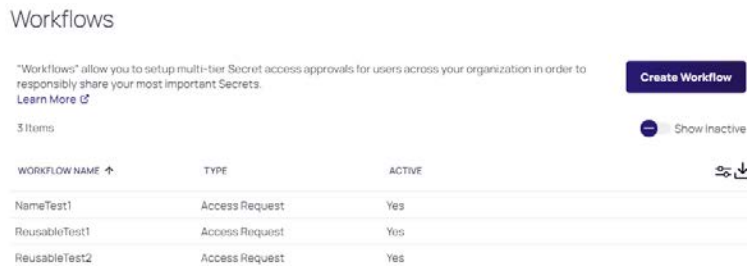 Workflows
"Workflows" allow you to setup multi-tier Secret access approvals for users across your organization in order to
responsibly share your most important Secrets.
Learn More
Create Workflow
3 Items
Show Inactive
WORKFLOW NAME TYPE ACTIVE
NameTest1 Access Request Yes
ReusableTest1 Access Request Yes
ReusableTest2 Access Request Yes